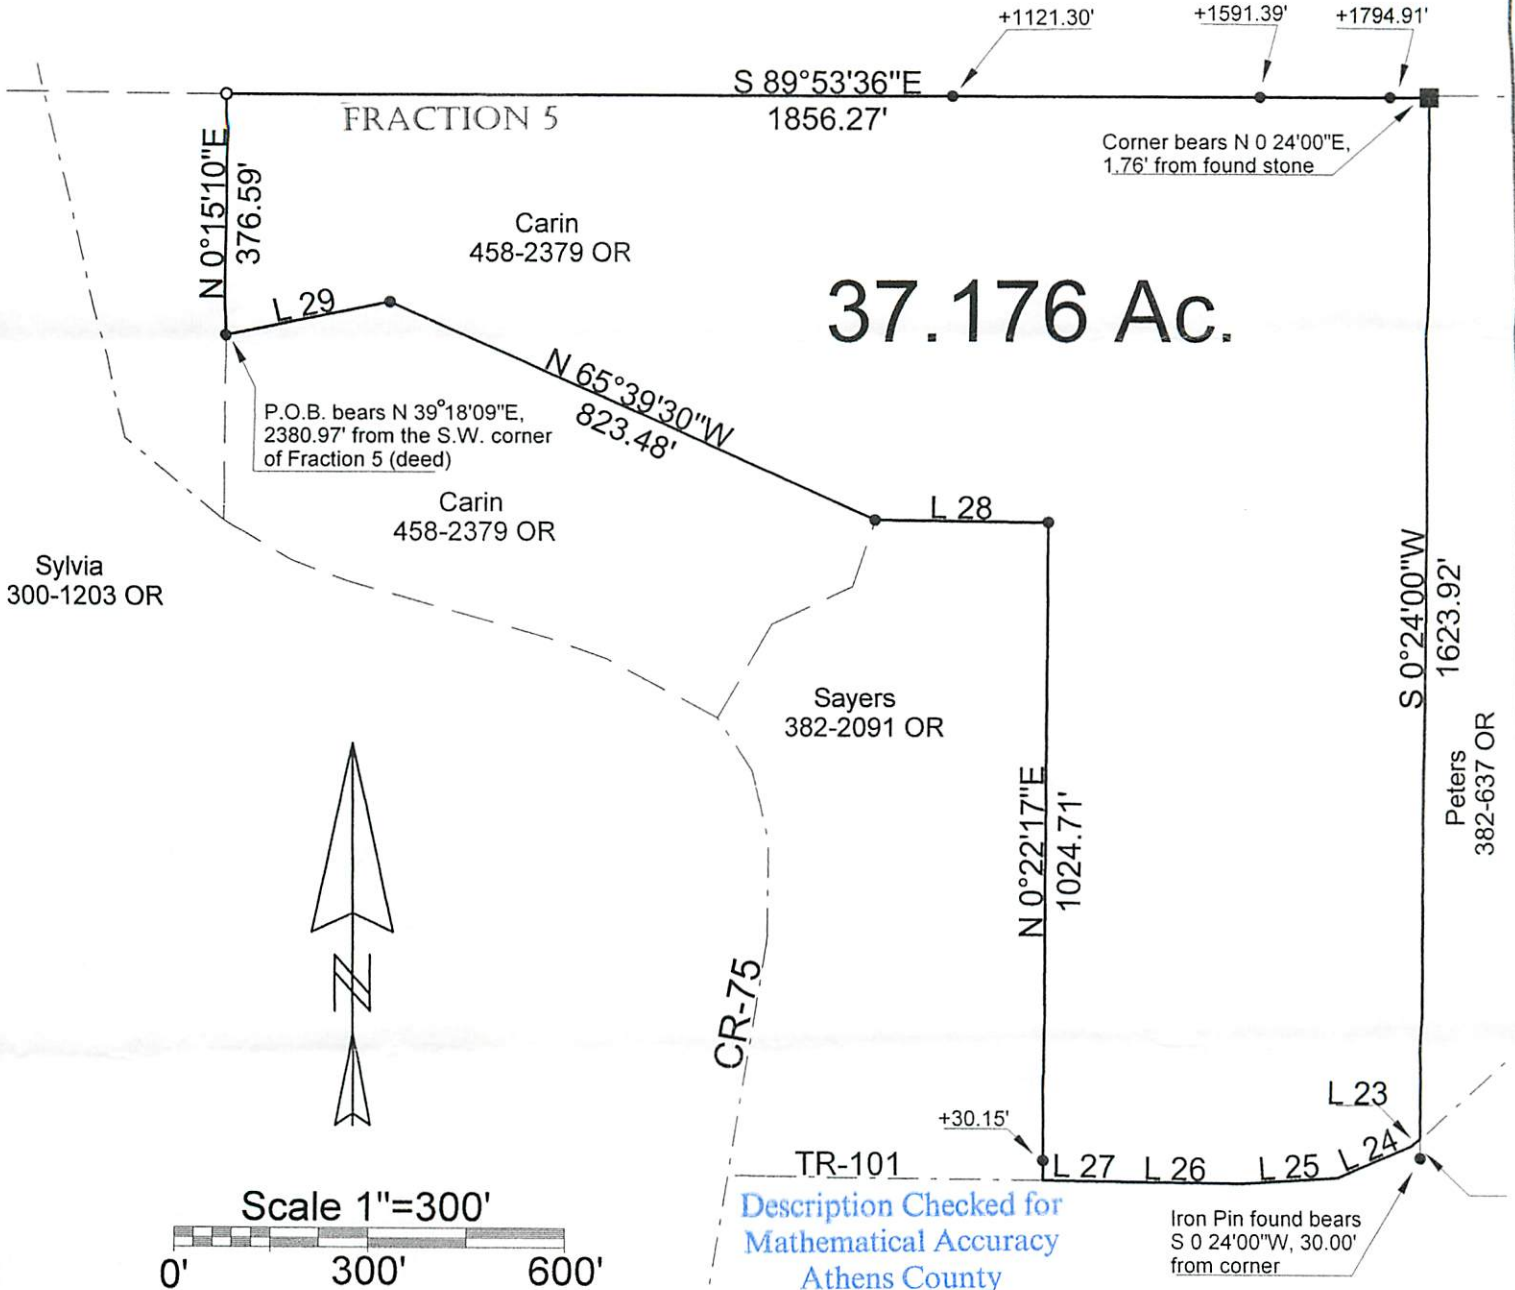 +1121.30'
+1591.39'
+1794.91'
S 89°53'36"E
1856.27'
FRACTION 5
Corner bears N 0 24'00"E,
1.76' from found stone
N 0°15'10"E
376.59'
Carin
458-2379 OR
37.176 Ac.
L 29
N 65°39'30"W
823.48'
P.O.B. bears N 39°18'09"E,
2380.97' from the S.W. corner
of Fraction 5 (deed)
Carin
458-2379 OR
L 28
Sylvia
300-1203 OR
S 0°24'00"W
1623.92'
Sayers
382-2091 OR
Peters
382-637 OR
N 0°22'17"E
1024.71'
N
CR-75
L 23
+30.15'
TR-101
L 27
L 26
L 25
L 24
Scale 1"=300'
0'
300'
600'
Description Checked for
Mathematical Accuracy
Athens County
Iron Pin found bears
S 0 24'00"W, 30.00'
from corner